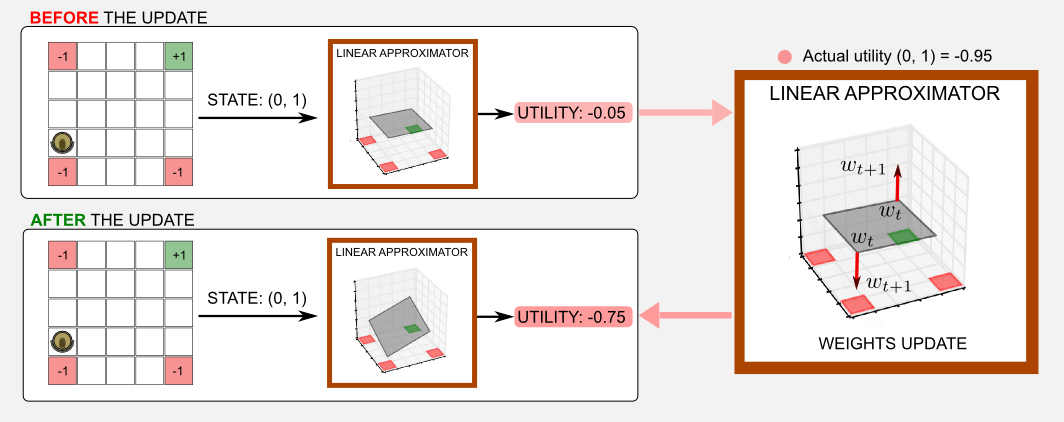 BEFORE THE UPDATE
-1
+1
-1
-1
STATE: (0, 1)
LINEAR APPROXIMATOR
UTILITY: -0.05
AFTER THE UPDATE
-1
+1
-1
-1
STATE: (0, 1)
LINEAR APPROXIMATOR
UTILITY: -0.75
Actual utility (0, 1) = -0.95
LINEAR APPROXIMATOR
w_{t+1}
w_t
w_t
w_{t+1}
WEIGHTS UPDATE